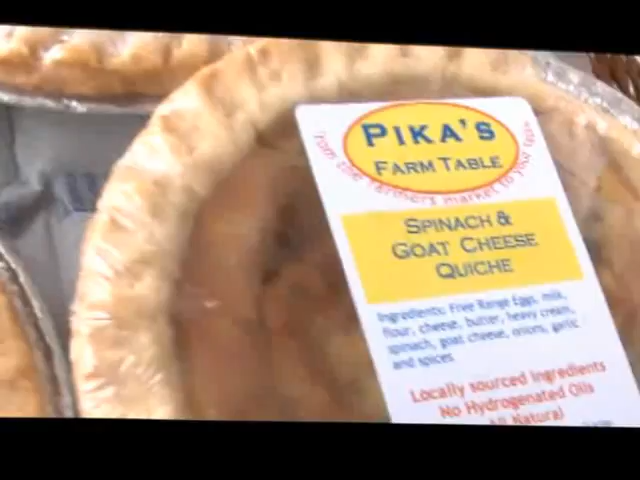 PIKA'S
FARM TABLE
from the farmers market to your table
SPINACH &
GOAT CHEESE
QUICHE
Ingredients: Free Range Eggs, milk,
flour, cheese, butter, heavy cream,
spinach, goat cheese, onions, garlic
and spices
Locally sourced Ingredients
No Hydrogenated Oils
All Natural